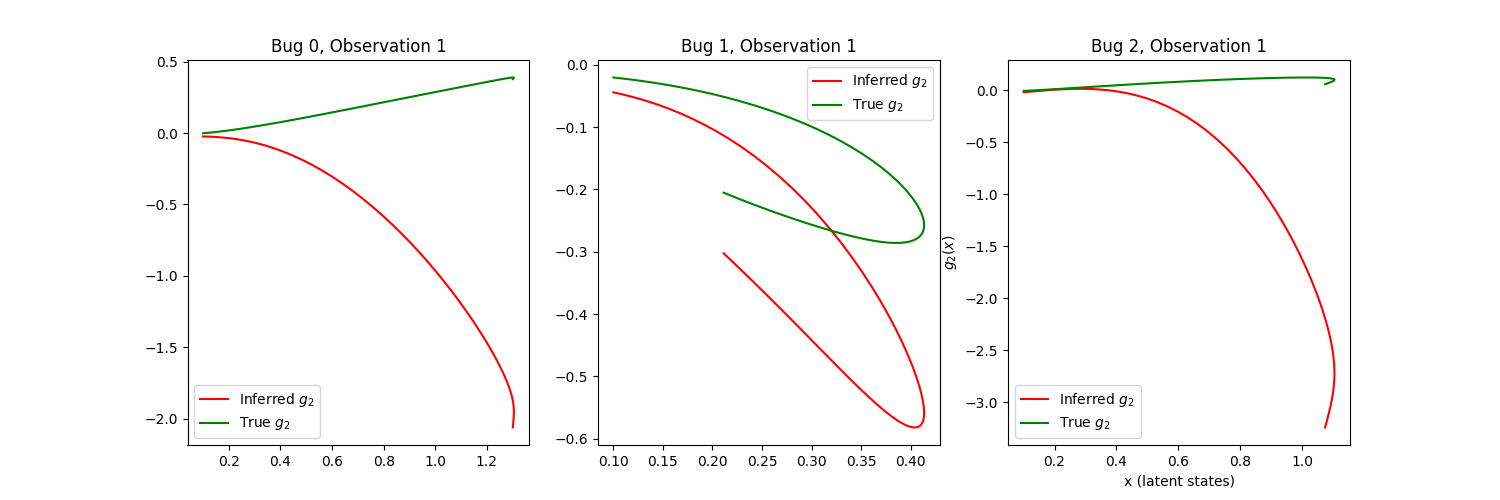 Bug 0, Observation 1
0.5
0.0
−0.5
−1.0
−1.5
−2.0
Inferred g₂
True g₂
0.2 0.4 0.6 0.8 1.0 1.2
Bug 1, Observation 1
0.0
−0.1
−0.2
−0.3
−0.4
−0.5
−0.6
Inferred g₂
True g₂
0.10 0.15 0.20 0.25 0.30 0.35 0.40
Bug 2, Observation 1
g₂(x)
0.0
−0.5
−1.0
−1.5
−2.0
−2.5
−3.0
Inferred g₂
True g₂
0.2 0.4 0.6 0.8 1.0
x (latent states)